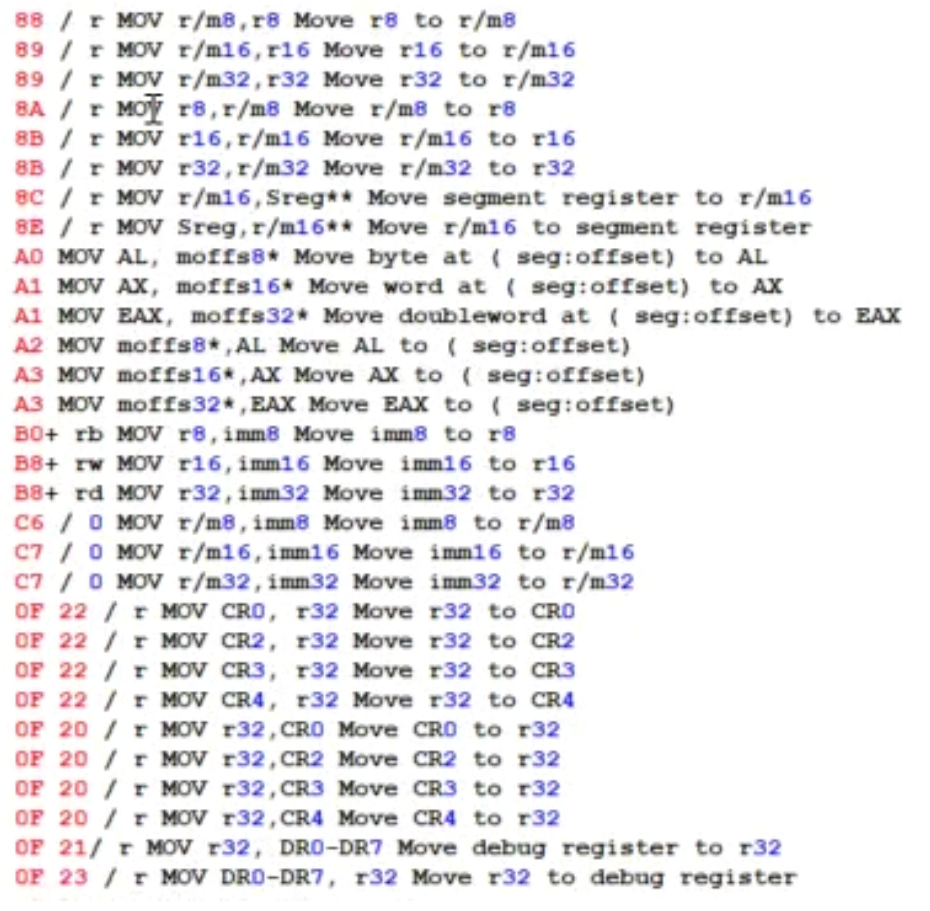 88 / r MOV r/m8,r8 Move r8 to r/m8
89 / r MOV r/m16,r16 Move r16 to r/m16
89 / r MOV r/m32,r32 Move r32 to r/m32
8A / r MOV r8,r/m8 Move r/m8 to r8
8B / r MOV r16,r/m16 Move r/m16 to r16
8B / r MOV r32,r/m32 Move r/m32 to r32
8C / r MOV r/m16,Sreg** Move segment register to r/m16
8E / r MOV Sreg,r/m16** Move r/m16 to segment register
A0 MOV AL, moffs8* Move byte at ( seg:offset) to AL
A1 MOV AX, moffs16* Move word at ( seg:offset) to AX
A1 MOV EAX, moffs32* Move doubleword at ( seg:offset) to EAX
A2 MOV moffs8*,AL Move AL to ( seg:offset)
A3 MOV moffs16*,AX Move AX to ( seg:offset)
A3 MOV moffs32*,EAX Move EAX to ( seg:offset)
B0+ rb MOV r8,imm8 Move imm8 to r8
B8+ rw MOV r16,imm16 Move imm16 to r16
B8+ rd MOV r32,imm32 Move imm32 to r32
C6 / 0 MOV r/m8,imm8 Move imm8 to r/m8
C7 / 0 MOV r/m16,imm16 Move imm16 to r/m16
C7 / 0 MOV r/m32,imm32 Move imm32 to r/m32
0F 22 / r MOV CR0, r32 Move r32 to CR0
0F 22 / r MOV CR2, r32 Move r32 to CR2
0F 22 / r MOV CR3, r32 Move r32 to CR3
0F 22 / r MOV CR4, r32 Move r32 to CR4
0F 20 / r MOV r32,CR0 Move CR0 to r32
0F 20 / r MOV r32,CR2 Move CR2 to r32
0F 20 / r MOV r32,CR3 Move CR3 to r32
0F 20 / r MOV r32,CR4 Move CR4 to r32
0F 21/ r MOV r32, DR0-DR7 Move debug register to r32
0F 23 / r MOV DR0-DR7, r32 Move r32 to debug register